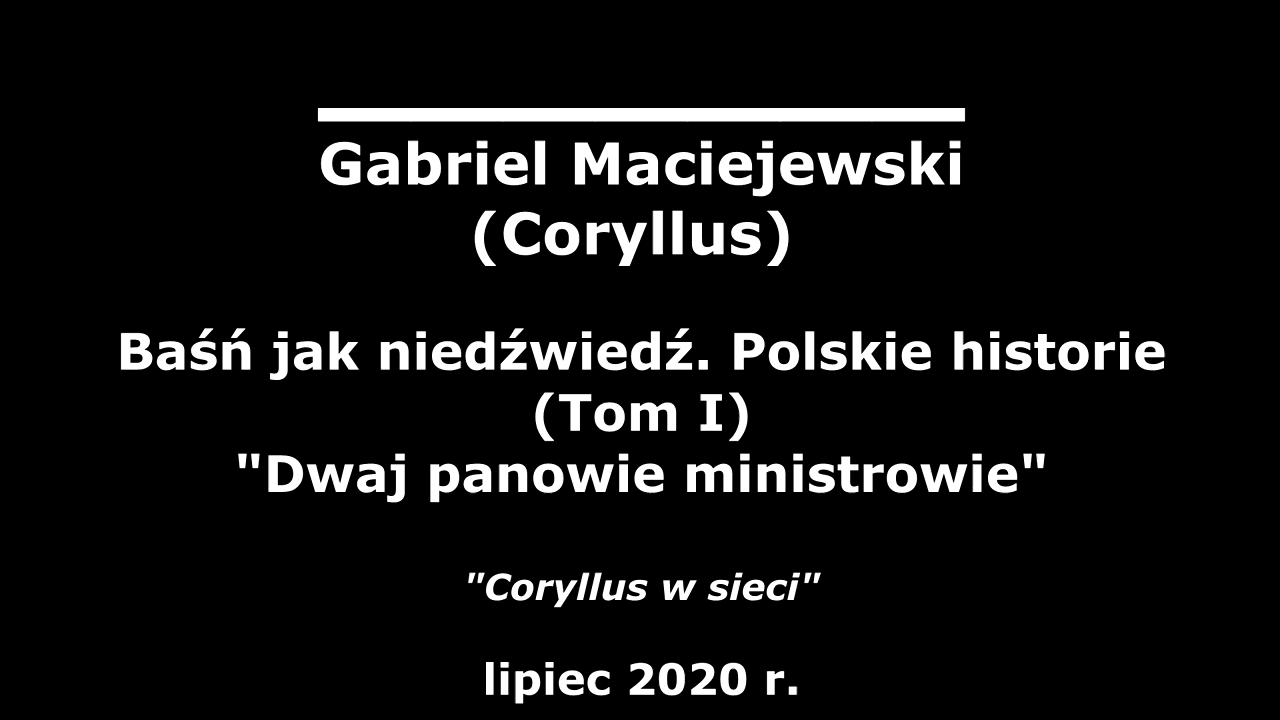 Gabriel Maciejewski
(Coryllus)
Baśń jak niedźwiedź. Polskie historie
(Tom I)
"Dwaj panowie ministrowie"
"Coryllus w sieci"
lipiec 2020 r.